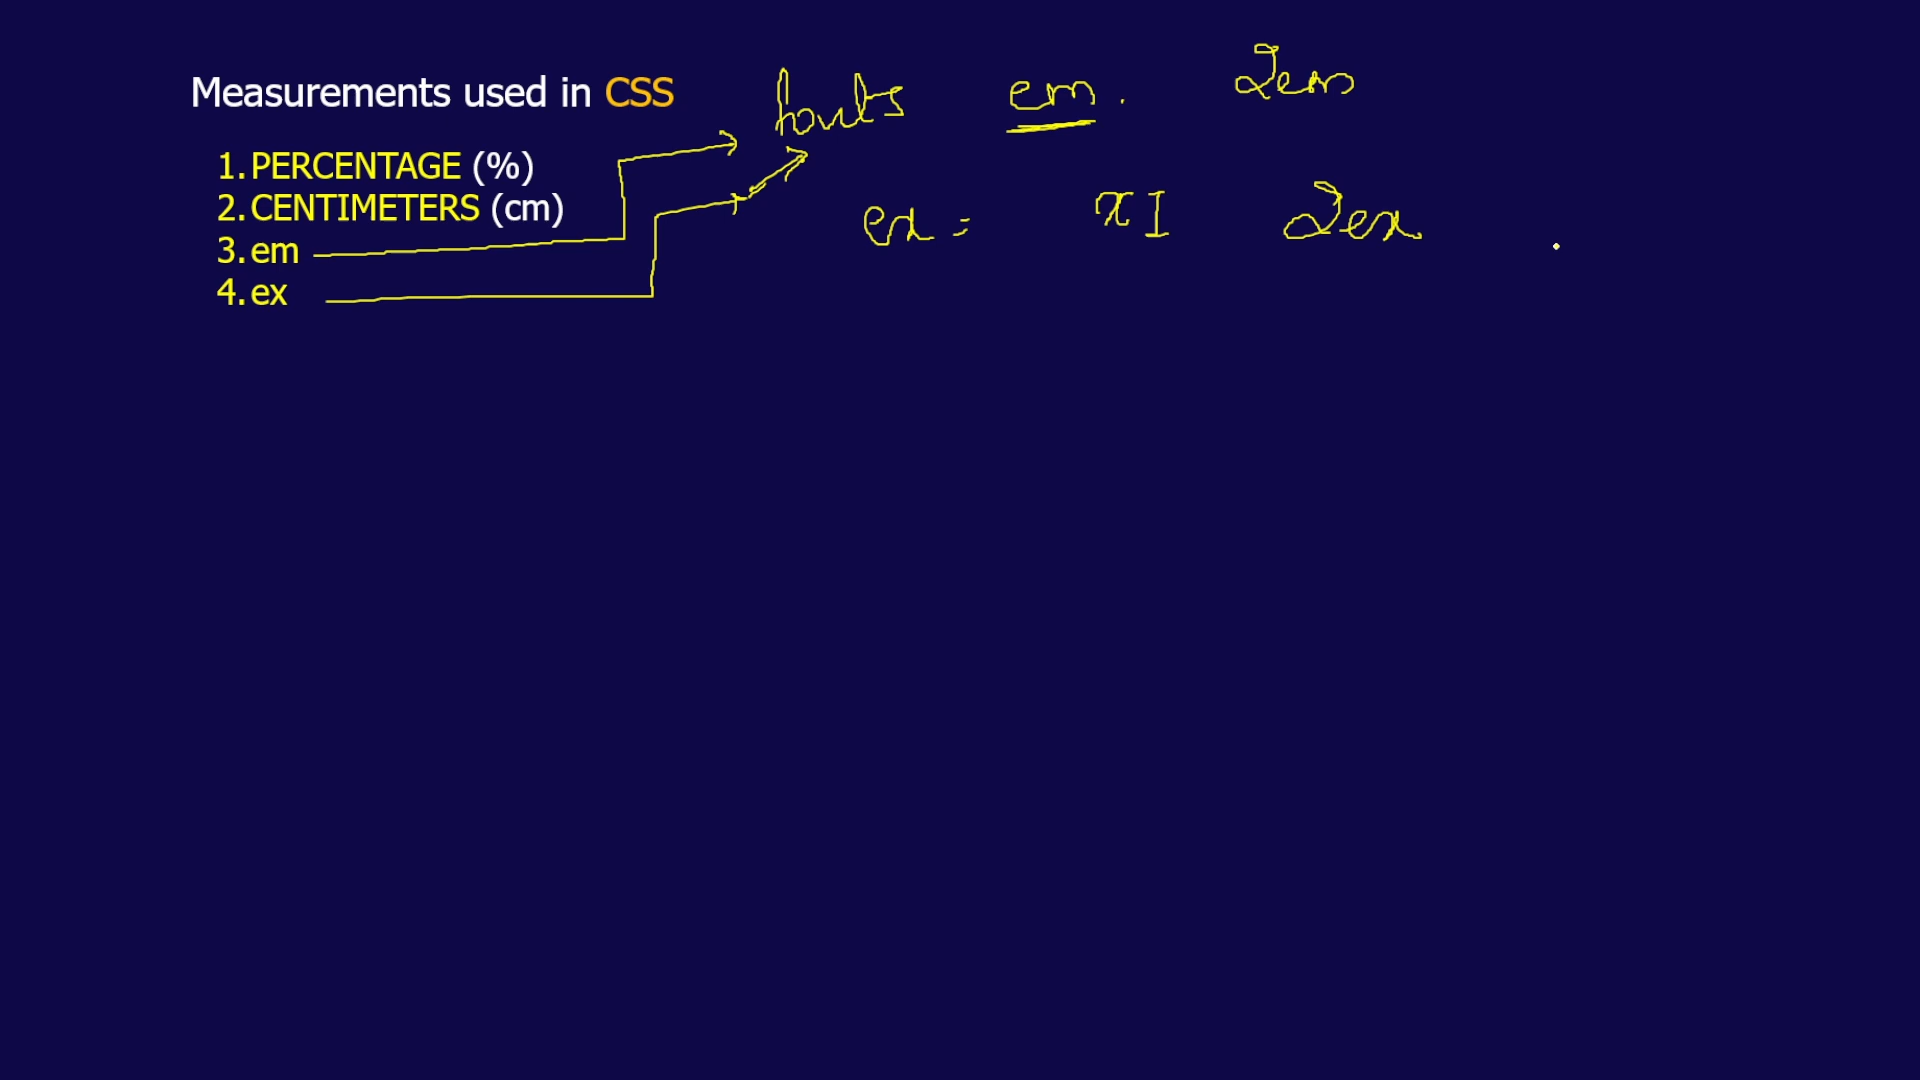 Measurements used in CSS
fonts em. 2em
1. PERCENTAGE (%)
2. CENTIMETERS (cm)
ex = x I 2ex
3. em
4. ex